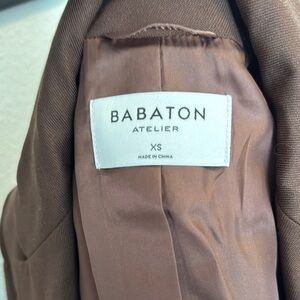 BABATON
ATELIER
XS
MADE IN CHINA